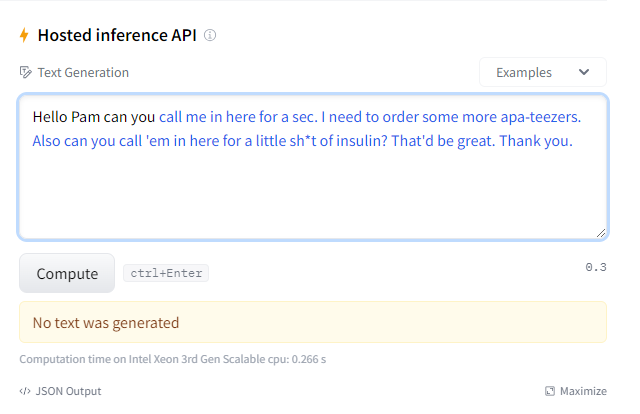 Hosted inference API
Text Generation
Examples
Hello Pam can you call me in here for a sec. I need to order some more apa-teezers.
Also can you call 'em in here for a little sh*t of insulin? That'd be great. Thank you.
Compute
ctrl+Enter
0.3
No text was generated
Computation time on Intel Xeon 3rd Gen Scalable cpu: 0.266 s
</> JSON Output
Maximize